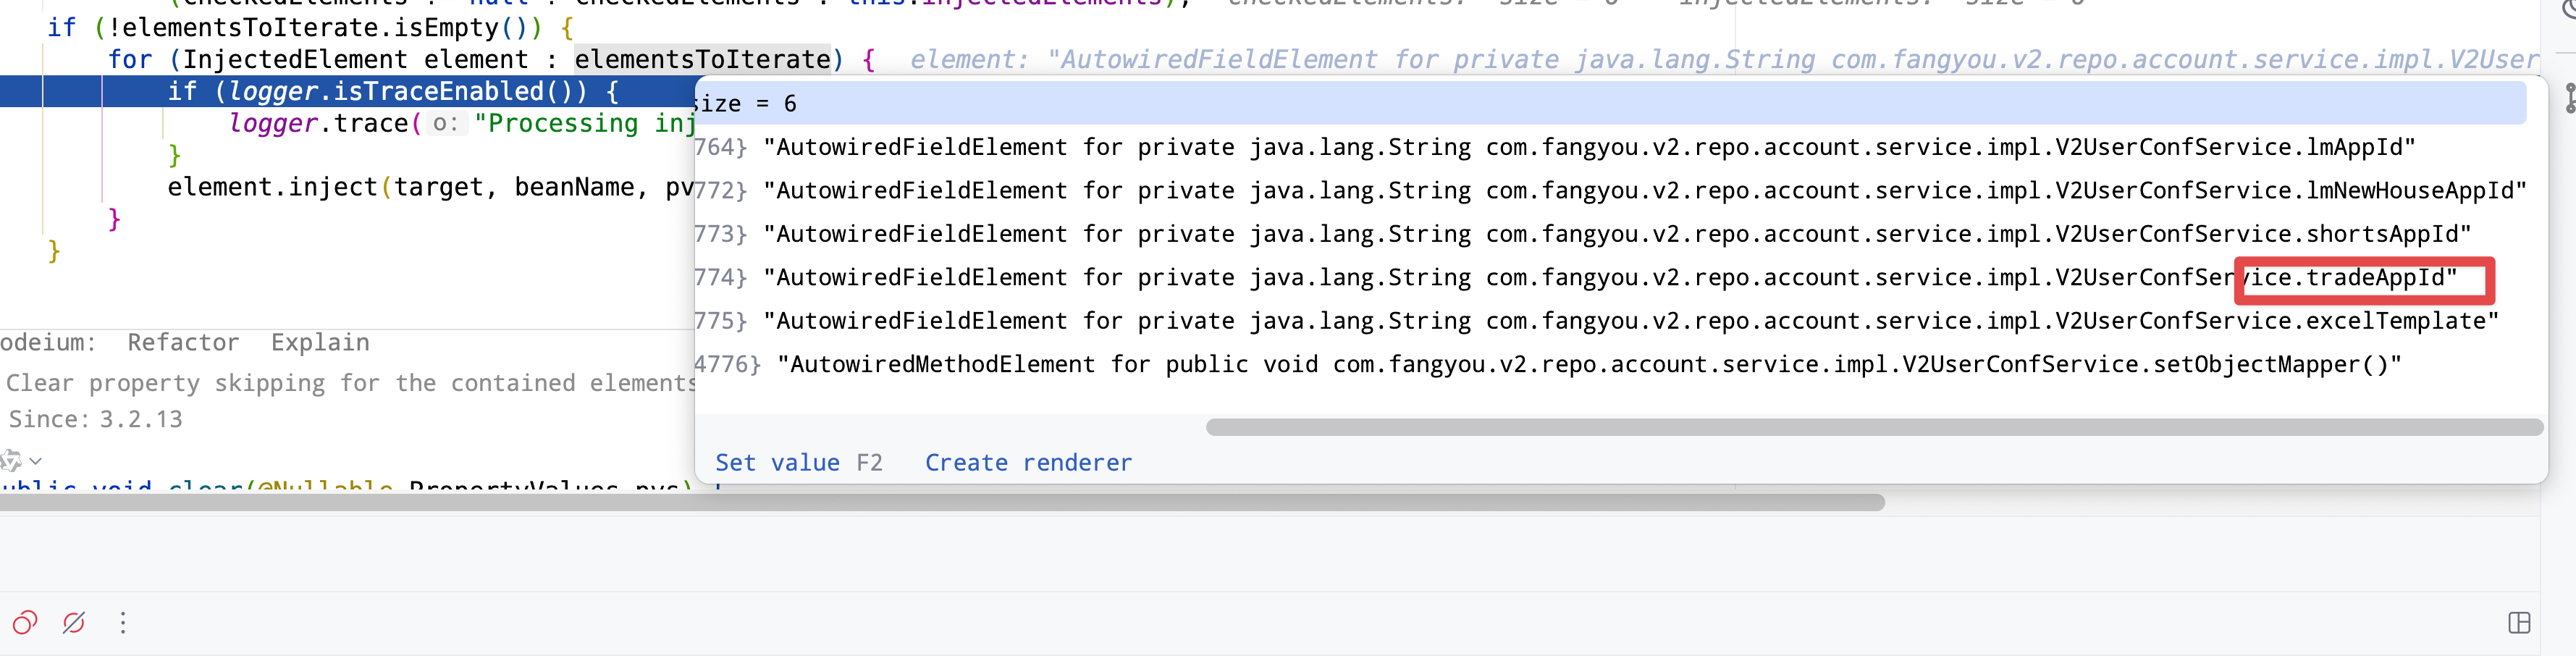 (checkedElements != null ? checkedElements : this.injectedElements); checkedElements: size = 6 injectedElements: size = 6
if (!elementsToIterate.isEmpty()) {
for (InjectedElement element : elementsToIterate) { element: "AutowiredFieldElement for private java.lang.String com.fangyou.v2.repo.account.service.impl.V2User
if (logger.isTraceEnabled()) {
size = 6
logger.trace( o: "Processing inj
764} "AutowiredFieldElement for private java.lang.String com.fangyou.v2.repo.account.service.impl.V2UserConfService.lmAppId"
}
772} "AutowiredFieldElement for private java.lang.String com.fangyou.v2.repo.account.service.impl.V2UserConfService.lmNewHouseAppId"
element.inject(target, beanName, pv
773} "AutowiredFieldElement for private java.lang.String com.fangyou.v2.repo.account.service.impl.V2UserConfService.shortsAppId"
}
774} "AutowiredFieldElement for private java.lang.String com.fangyou.v2.repo.account.service.impl.V2UserConfService.tradeAppId"
}
775} "AutowiredFieldElement for private java.lang.String com.fangyou.v2.repo.account.service.impl.V2UserConfService.excelTemplate"
4776} "AutowiredMethodElement for public void com.fangyou.v2.repo.account.service.impl.V2UserConfService.setObjectMapper()"
odeium: Refactor Explain
Clear property skipping for the contained elements
Since: 3.2.13
Set value F2 Create renderer
ublic void clear(@Nullable PropertyValues pvs) {